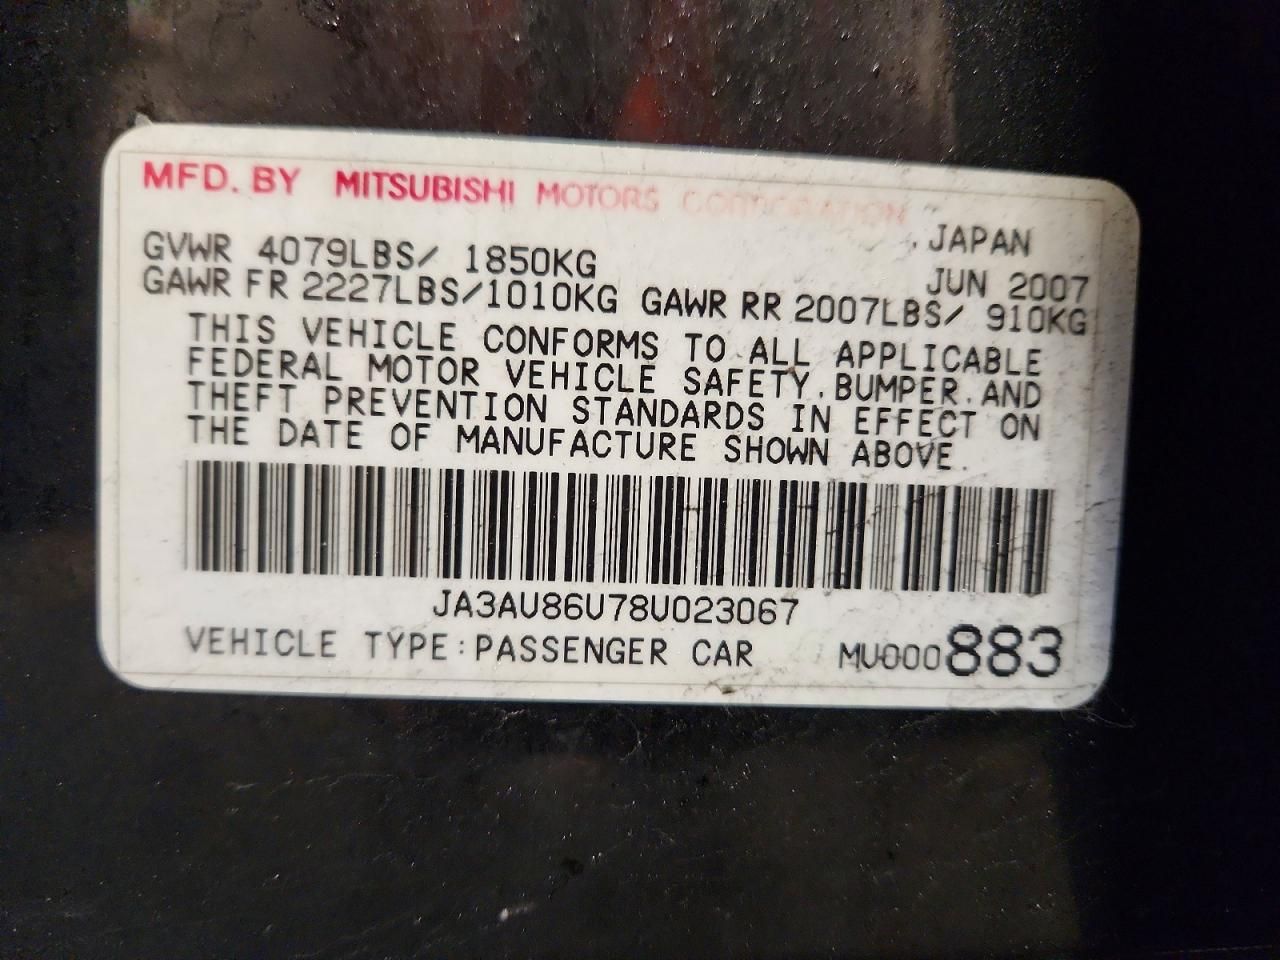 MFD. BY MITSUBISHI MOTORS CORPORATION
JAPAN
GVWR 4079LBS/ 1850KG JUN 2007
GAWR FR 2227LBS/1010KG GAWR RR 2007LBS/ 910KG
THIS VEHICLE CONFORMS TO ALL APPLICABLE
FEDERAL MOTOR VEHICLE SAFETY.BUMPER.AND
THEFT PREVENTION STANDARDS IN EFFECT ON
THE DATE OF MANUFACTURE SHOWN ABOVE.
JA3AU86U78U023067
VEHICLE TYPE:PASSENGER CAR MU000883